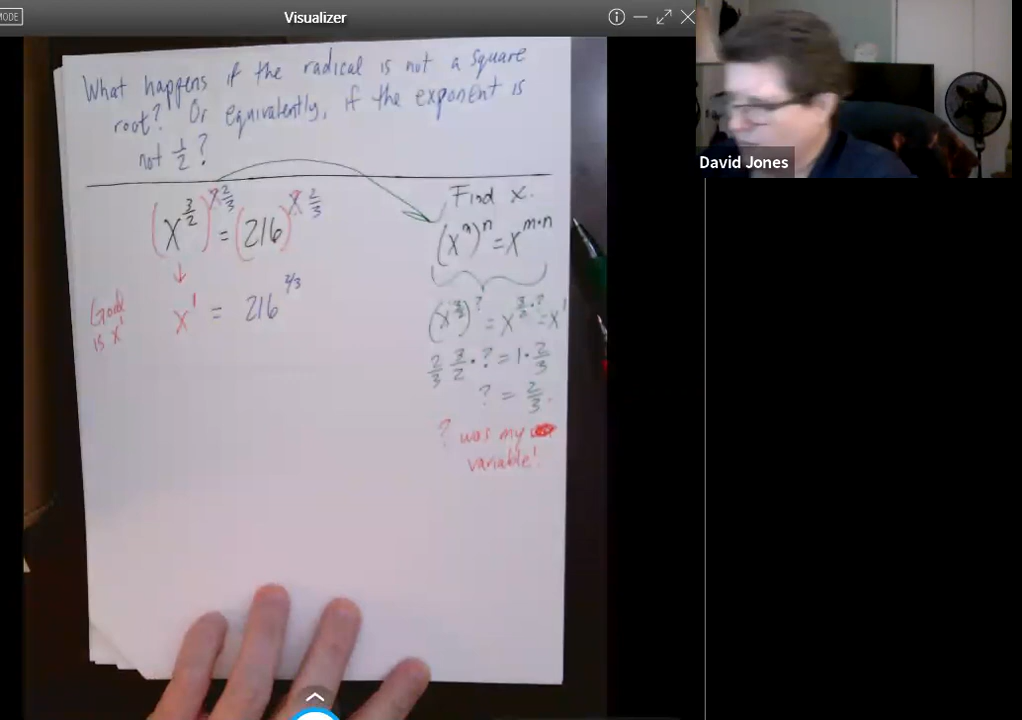 MODE
Visualizer
David Jones
What happens if the radical is not a square
root? Or equivalently, if the exponent is
not 1/2?
(x^(3/2))^(2/3) = (216)^(2/3)
x^1 = 216^(2/3)
Goal
is x^1
Find x.
(x^m)^n = x^(m·n)
(x^(3/2))^? = x^(3/2·?) = x^1
2/3 3/2 · ? = 1 · 2/3
? = 2/3.
? was my
variable!